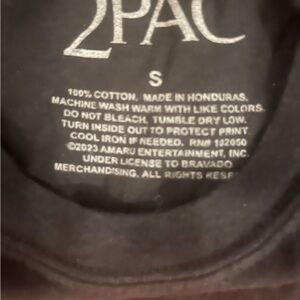 2PAC
S
100% COTTON. MADE IN HONDURAS.
MACHINE WASH WARM WITH LIKE COLORS.
DO NOT BLEACH. TUMBLE DRY LOW.
TURN INSIDE OUT TO PROTECT PRINT
COOL IRON IF NEEDED. RN# 102050
©2023 AMARU ENTERTAINMENT, INC.
UNDER LICENSE TO BRAVADO
MERCHANDISING. ALL RIGHTS